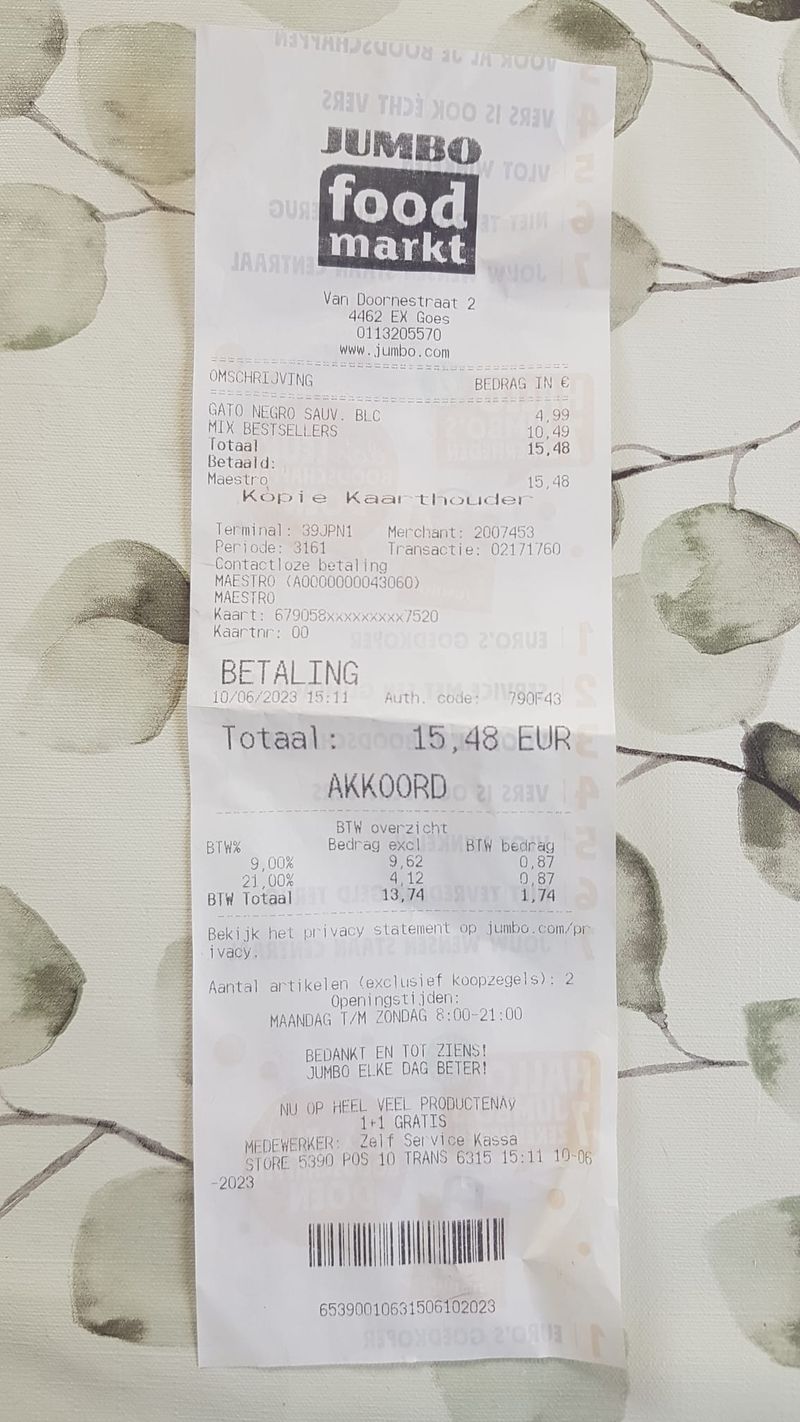 JUMBO
food
markt
Van Doornestraat 2
4462 EX Goes
0113205570
www.jumbo.com
OMSCHRIJVING BEDRAG IN €
GATO NEGRO SAUV. BLC 4,99
MIX BESTSELLERS 10,49
Totaal 15,48
Betaald:
Maestro 15,48
Kopie Kaarthouder
Terminal: 39JPN1 Merchant: 2007453
Periode: 3161 Transactie: 02171760
Contactloze betaling
MAESTRO (A0000000043060)
MAESTRO
Kaart: 679058xxxxxxxxx7520
Kaartnr: 00
BETALING
10/06/2023 15:11 Auth. code: 790F43
Totaal: 15,48 EUR
AKKOORD
BTW overzicht
BTW% Bedrag excl BTW bedrag
9,00% 9,62 0,87
21,00% 4,12 0,87
BTW Totaal 13,74 1,74
Bekijk het privacy statement op jumbo.com/pr
ivacy.
Aantal artikelen (exclusief koopzegels): 2
Openingstijden:
MAANDAG T/M ZONDAG 8:00-21:00
BEDANKT EN TOT ZIENS!
JUMBO ELKE DAG BETER!
NU OP HEEL VEEL PRODUCTENAÿ
1+1 GRATIS
MEDEWERKER: Zelf Service Kassa
STORE 5390 POS 10 TRANS 6315 15:11 10-06
-2023
65390010631506102023